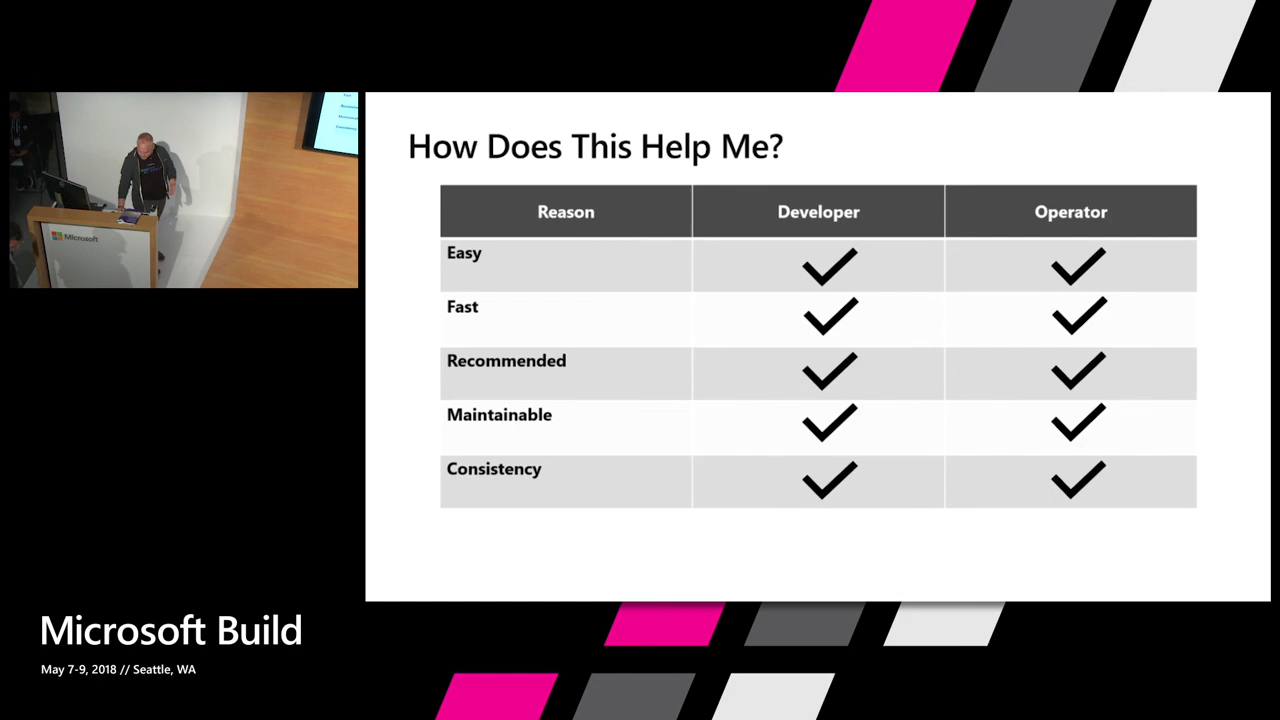 Microsoft
How Does This Help Me?
Reason Developer Operator
Easy
Fast
Recommended
Maintainable
Consistency
Microsoft Build
May 7-9, 2018 // Seattle, WA